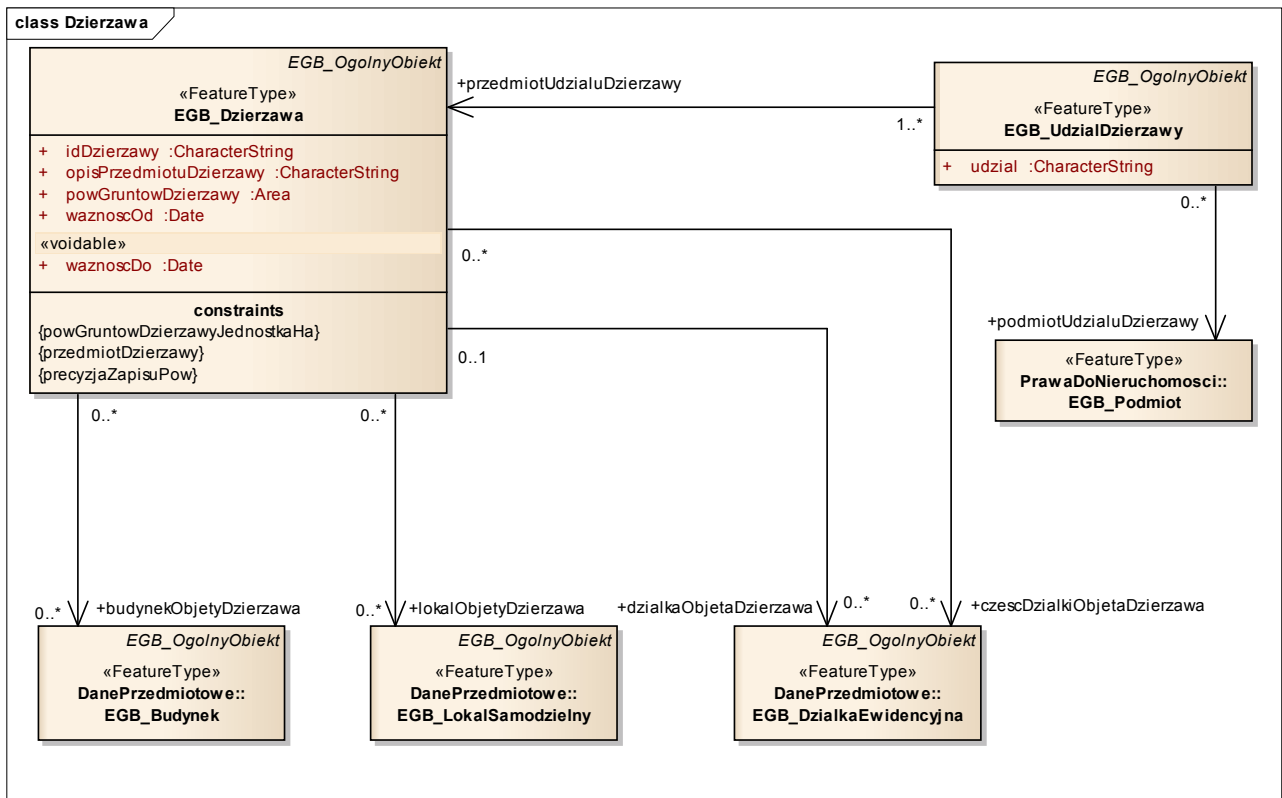 class Dzierzawa
EGB_OgolnyObiekt
«FeatureType»
EGB_Dzierzawa
+ idDzierzawy :CharacterString
+ opisPrzedmiotuDzierzawy :CharacterString
+ powGruntowDzierzawy :Area
+ waznoscOd :Date
«voidable»
+ waznoscDo :Date
constraints
{powGruntowDzierzawyJednostkaHa}
{przedmiotDzierzawy}
{precyzjaZapisuPow}
+przedmiotUdzialuDzierzawy
1..*
EGB_OgolnyObiekt
«FeatureType»
EGB_UdzialDzierzawy
+ udzial :CharacterString
0..*
0..*
0..1
+podmiotUdzialuDzierzawy
«FeatureType»
PrawaDoNieruchomosci::
EGB_Podmiot
0..*
0..*
0..*
+budynekObjetyDzierzawa
0..*
+lokalObjetyDzierzawa
+dzialkaObjetaDzierzawa
0..*
0..*
+czescDzialkiObjetaDzierzawa
EGB_OgolnyObiekt
«FeatureType»
DanePrzedmiotowe::
EGB_Budynek
EGB_OgolnyObiekt
«FeatureType»
DanePrzedmiotowe::
EGB_LokalSamodzielny
EGB_OgolnyObiekt
«FeatureType»
DanePrzedmiotowe::
EGB_DzialkaEwidencyjna